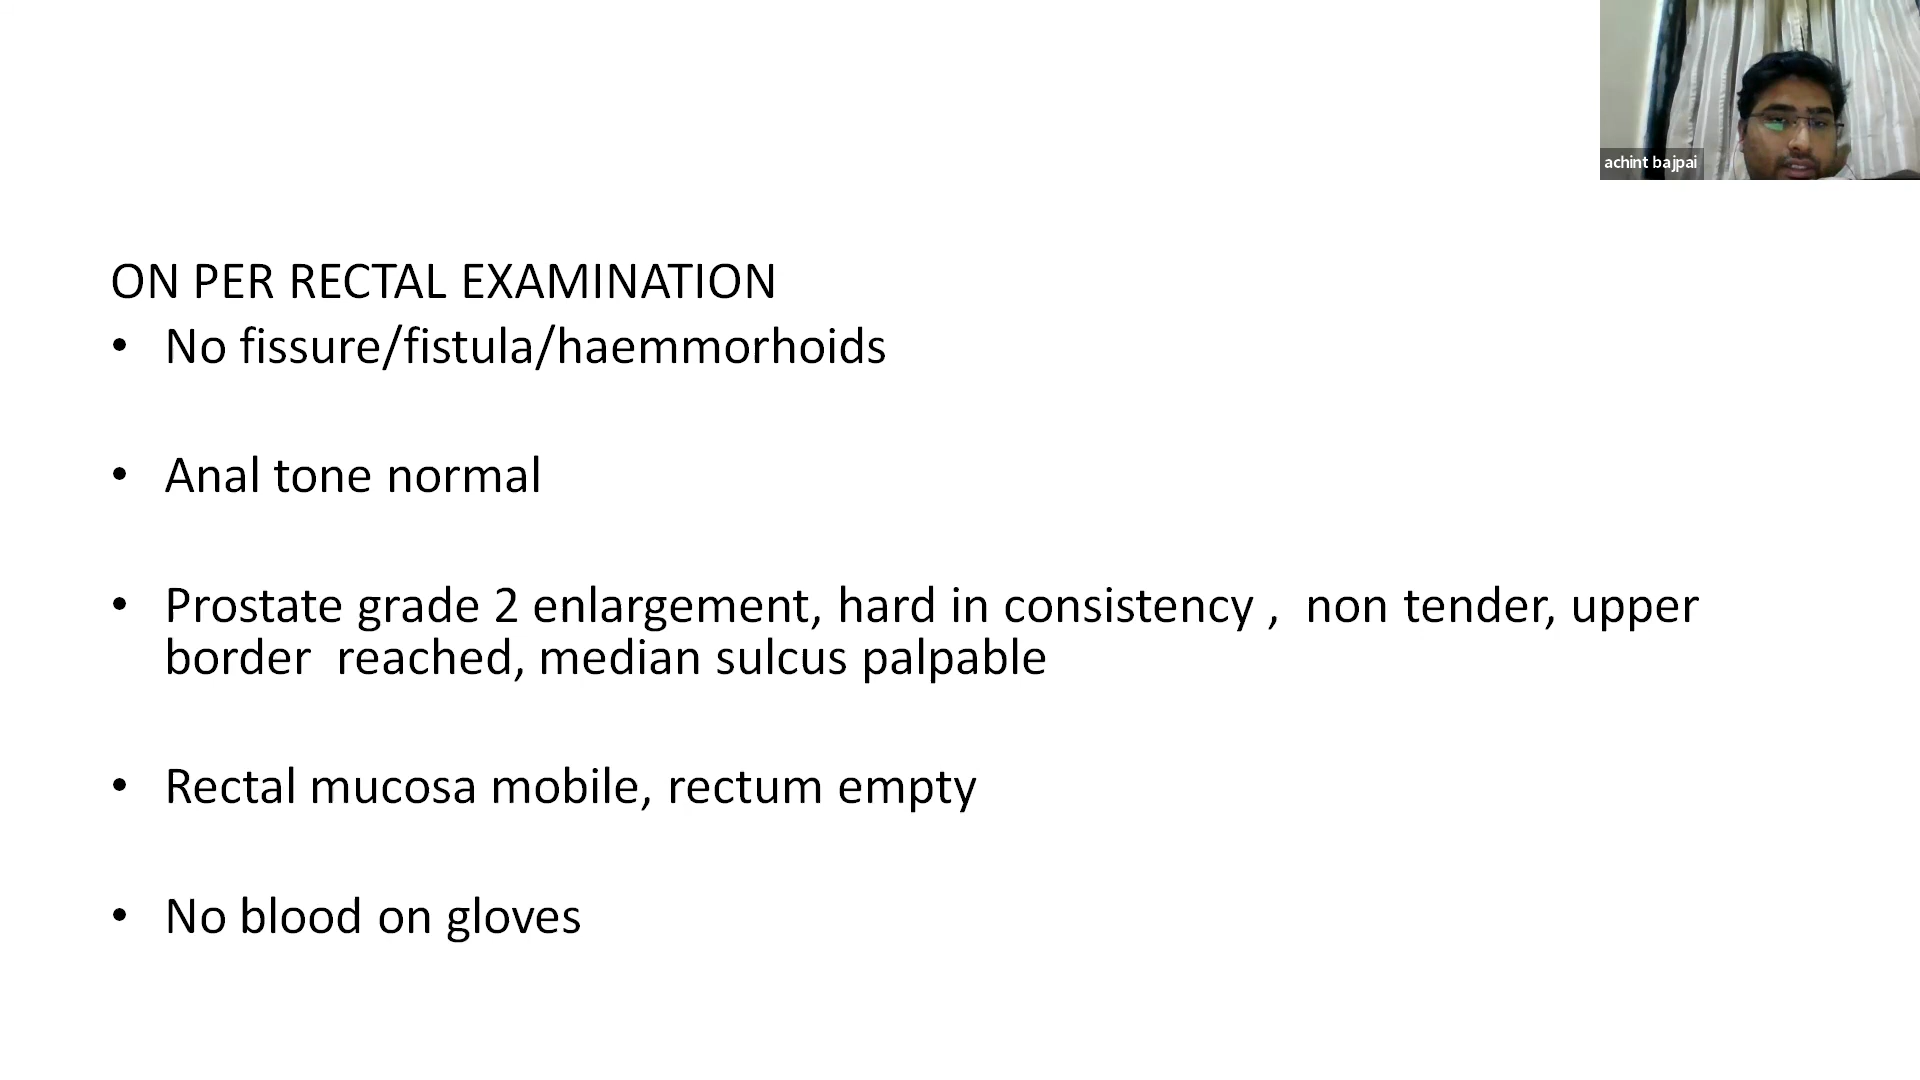 achint bajpai
ON PER RECTAL EXAMINATION
• No fissure/fistula/haemmorhoids
• Anal tone normal
• Prostate grade 2 enlargement, hard in consistency ,  non tender, upper
border  reached, median sulcus palpable
• Rectal mucosa mobile, rectum empty
• No blood on gloves